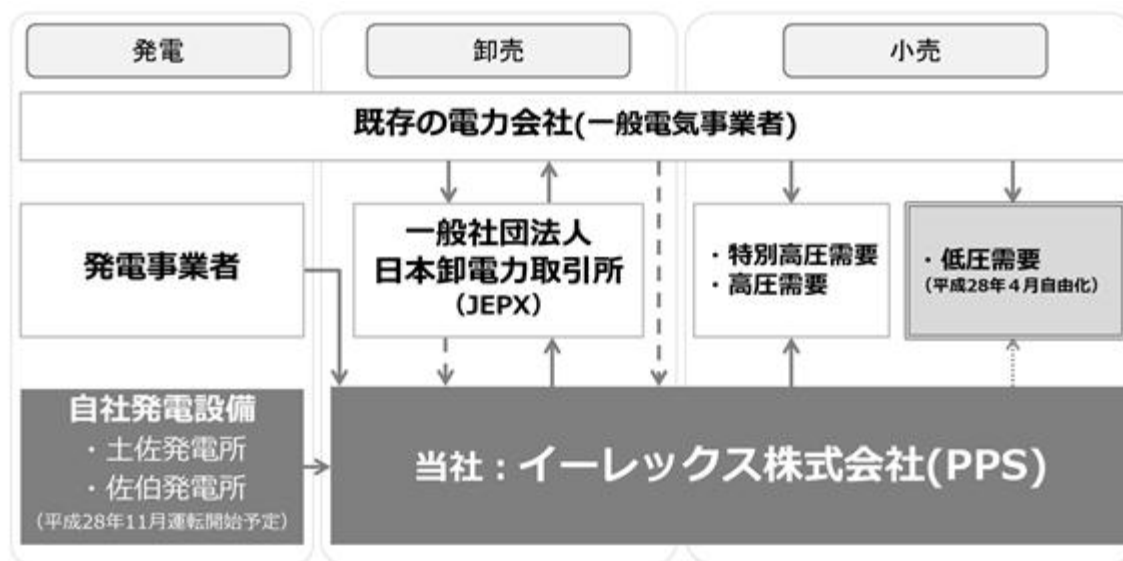 発電
卸売
小売
既存の電力会社(一般電気事業者)
発電事業者
一般社団法人
日本卸電力取引所
（JEPX）
・特別高圧需要
・高圧需要
・低圧需要
（平成28年４月自由化）
自社発電設備
・土佐発電所
・佐伯発電所
（平成28年11月運転開始予定）
当社：イーレックス株式会社(PPS)